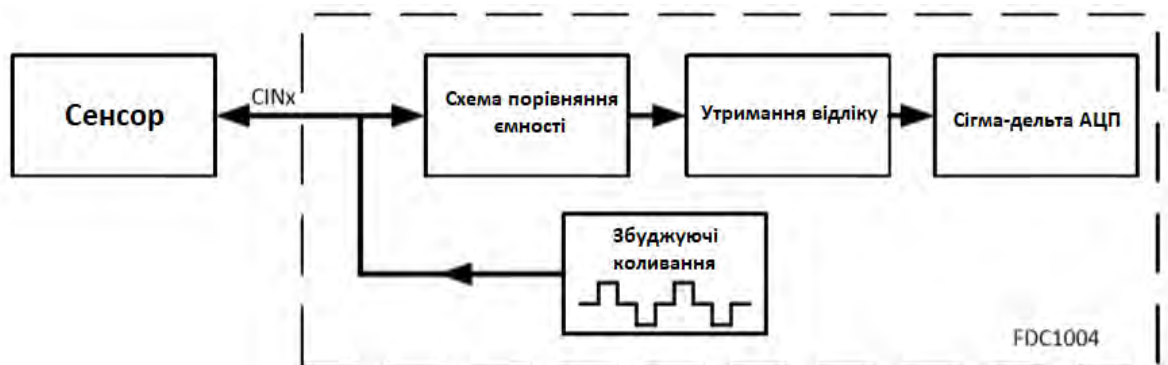 Сенсор
CINx
Схема порівняння
ємності
Утримання відліку
Сігма-дельта АЦП
Збуджуючі
коливання
FDC1004